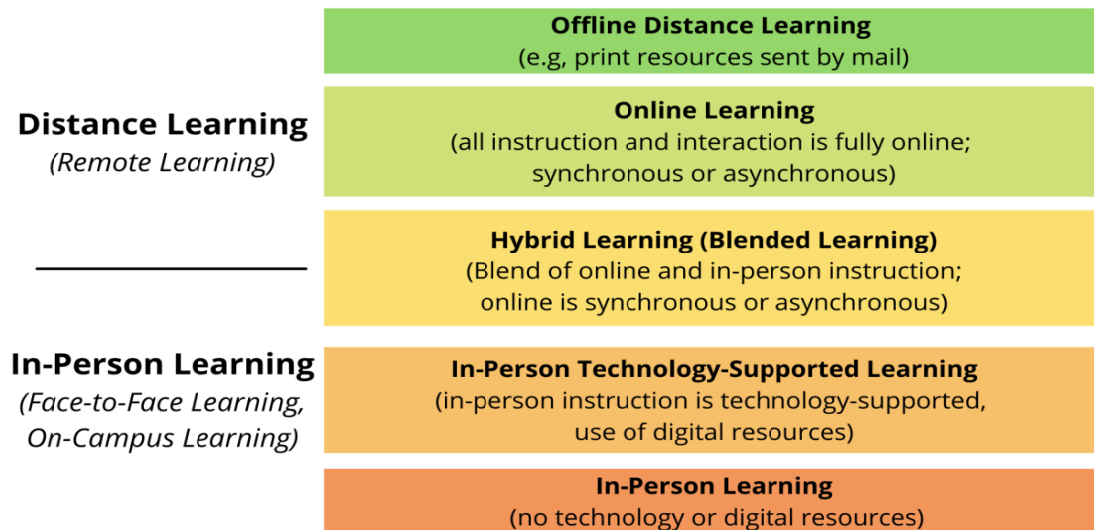 Offline Distance Learning
(e.g, print resources sent by mail)
Distance Learning
(Remote Learning)
Online Learning
(all instruction and interaction is fully online;
synchronous or asynchronous)
Hybrid Learning (Blended Learning)
(Blend of online and in-person instruction;
online is synchronous or asynchronous)
In-Person Learning
(Face-to-Face Learning,
On-Campus Learning)
In-Person Technology-Supported Learning
(in-person instruction is technology-supported,
use of digital resources)
In-Person Learning
(no technology or digital resources)